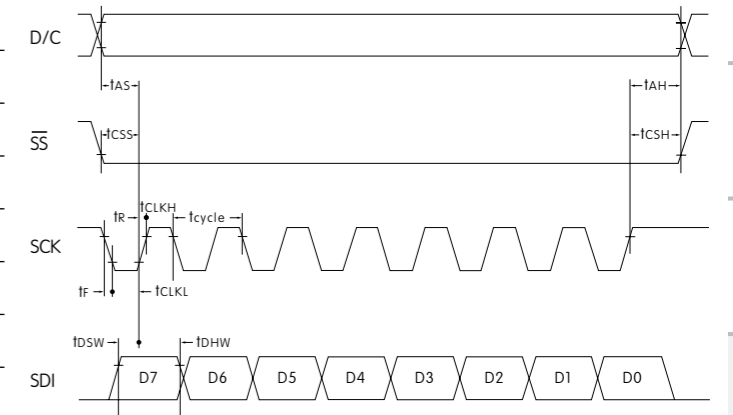 D/C
tAS
tAH
SS
tCSS
tCSH
tR
tCLKH
tcycle
SCK
tF
tCLKL
tDSW
tDHW
SDI
D7
D6
D5
D4
D3
D2
D1
D0